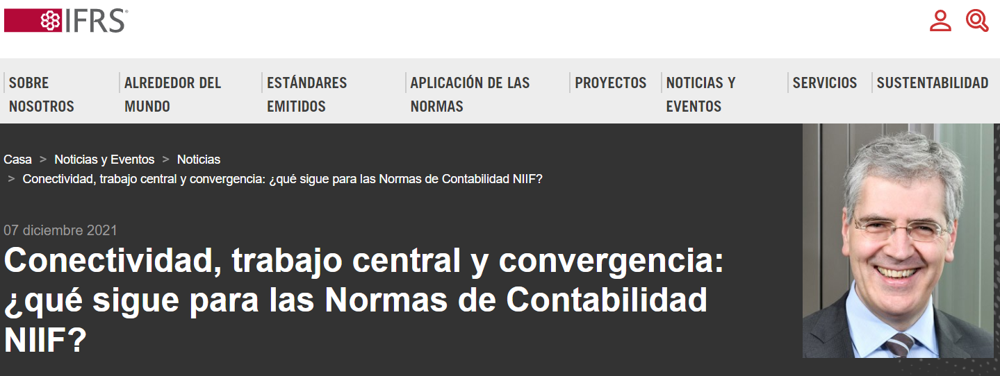 IFRS®
SOBRE
NOSOTROS
ALREDEDOR DEL
MUNDO
ESTÁNDARES
EMITIDOS
APLICACIÓN DE LAS
NORMAS
PROYECTOS
NOTICIAS Y
EVENTOS
SERVICIOS
SUSTENTABILIDAD
Casa > Noticias y Eventos > Noticias
> Conectividad, trabajo central y convergencia: ¿qué sigue para las Normas de Contabilidad NIIF?
07 diciembre 2021
Conectividad, trabajo central y convergencia:
¿qué sigue para las Normas de Contabilidad
NIIF?